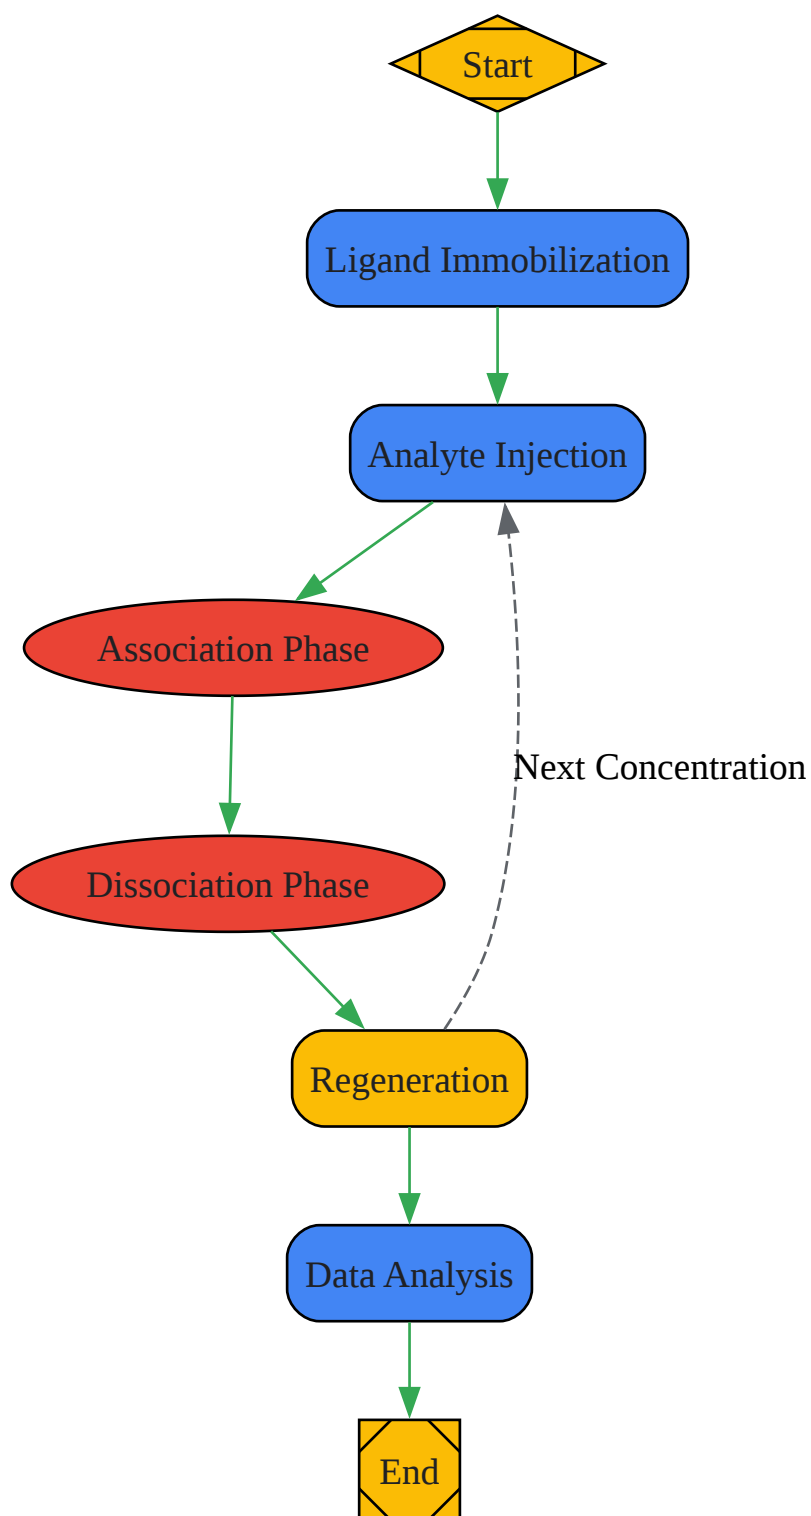 Start
Ligand Immobilization
Analyte Injection
Association Phase
Next Concentration
Dissociation Phase
Regeneration
Data Analysis
End